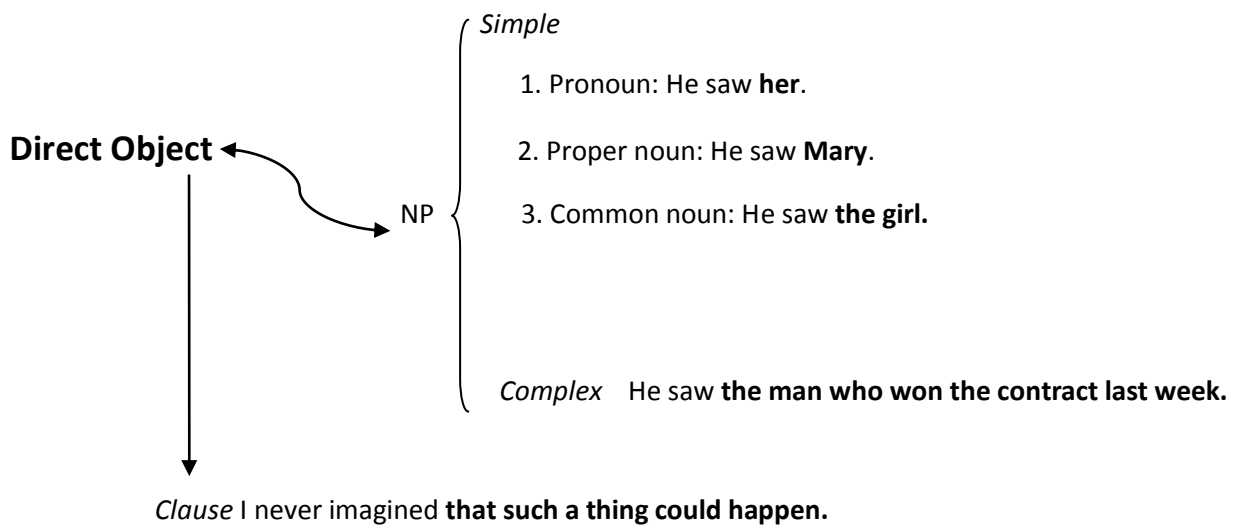 Simple
1. Pronoun: He saw her.
Direct Object
2. Proper noun: He saw Mary.
NP
3. Common noun: He saw the girl.
Complex He saw the man who won the contract last week.
Clause I never imagined that such a thing could happen.